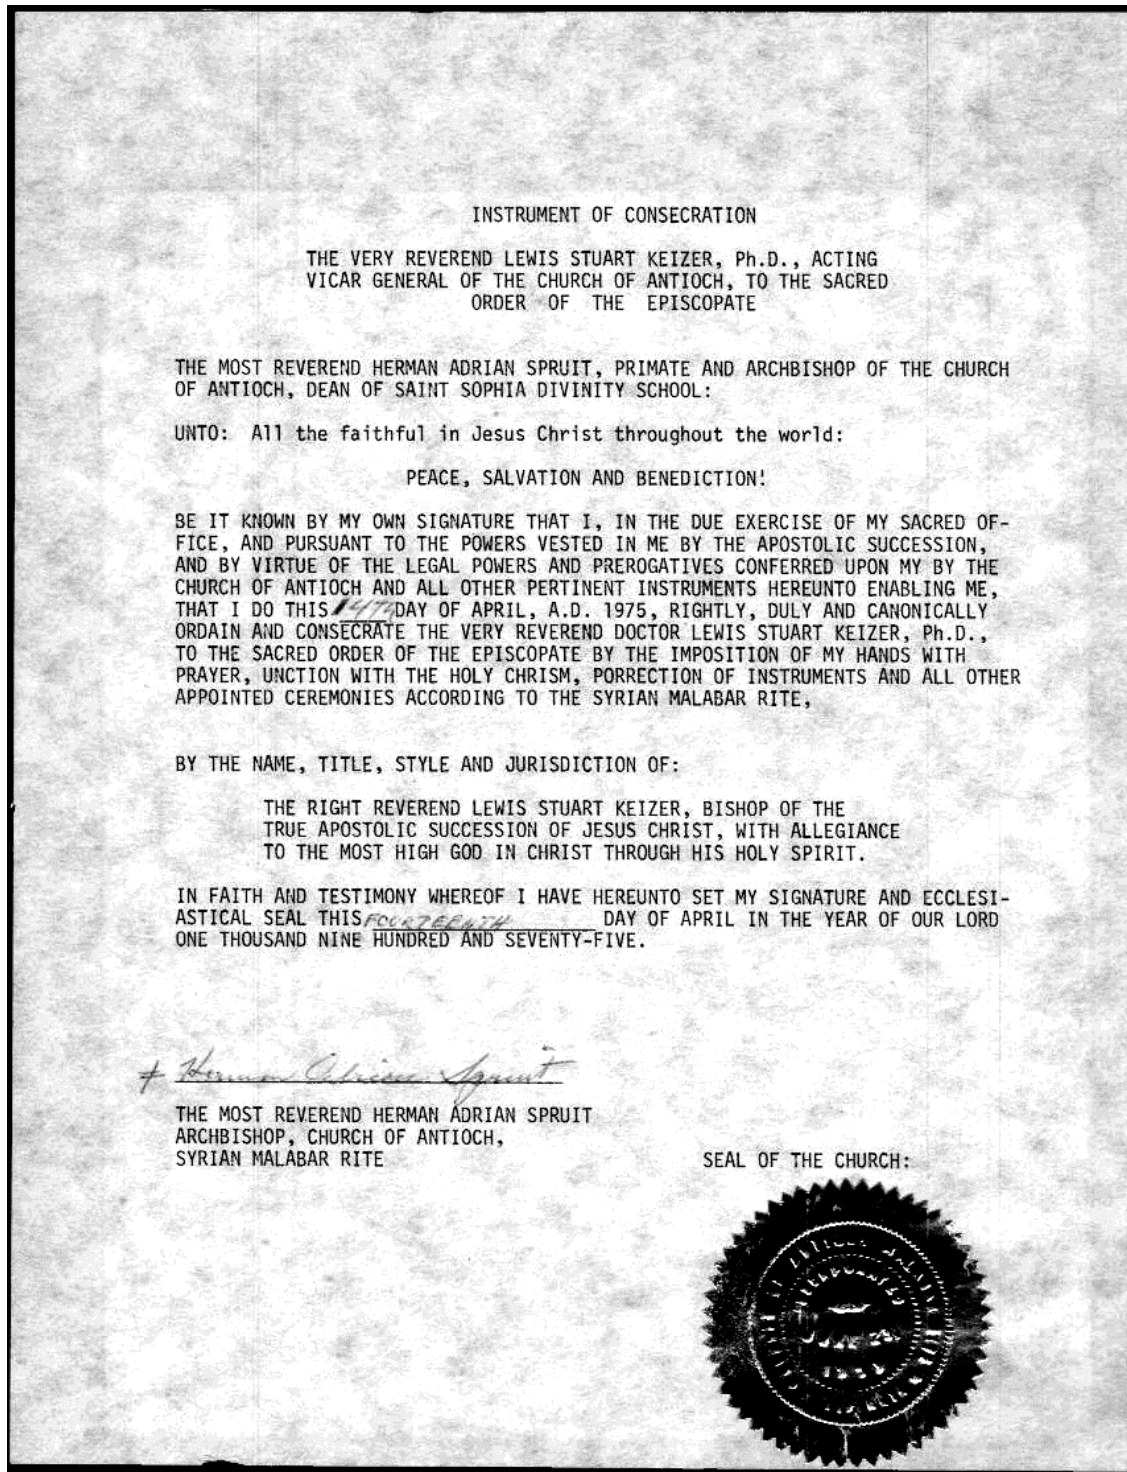 INSTRUMENT OF CONSECRATION
THE VERY REVEREND LEWIS STUART KEIZER, Ph.D., ACTING
VICAR GENERAL OF THE CHURCH OF ANTIOCH, TO THE SACRED
ORDER OF THE EPISCOPATE
THE MOST REVEREND HERMAN ADRIAN SPRUIT, PRIMATE AND ARCHBISHOP OF THE CHURCH
OF ANTIOCH, DEAN OF SAINT SOPHIA DIVINITY SCHOOL:
UNTO: All the faithful in Jesus Christ throughout the world:
PEACE, SALVATION AND BENEDICTION!
BE IT KNOWN BY MY OWN SIGNATURE THAT I, IN THE DUE EXERCISE OF MY SACRED OF-
FICE, AND PURSUANT TO THE POWERS VESTED IN ME BY THE APOSTOLIC SUCCESSION,
AND BY VIRTUE OF THE LEGAL POWERS AND PREROGATIVES CONFERRED UPON MY BY THE
CHURCH OF ANTIOCH AND ALL OTHER PERTINENT INSTRUMENTS HEREUNTO ENABLING ME,
THAT I DO THIS 14TH DAY OF APRIL, A.D. 1975, RIGHTLY, DULY AND CANONICALLY
ORDAIN AND CONSECRATE THE VERY REVEREND DOCTOR LEWIS STUART KEIZER, Ph.D.,
TO THE SACRED ORDER OF THE EPISCOPATE BY THE IMPOSITION OF MY HANDS WITH
PRAYER, UNCTION WITH THE HOLY CHRISM, PORRECTION OF INSTRUMENTS AND ALL OTHER
APPOINTED CEREMONIES ACCORDING TO THE SYRIAN MALABAR RITE,
BY THE NAME, TITLE, STYLE AND JURISDICTION OF:
THE RIGHT REVEREND LEWIS STUART KEIZER, BISHOP OF THE
TRUE APOSTOLIC SUCCESSION OF JESUS CHRIST, WITH ALLEGIANCE
TO THE MOST HIGH GOD IN CHRIST THROUGH HIS HOLY SPIRIT.
IN FAITH AND TESTIMONY WHEREOF I HAVE HEREUNTO SET MY SIGNATURE AND ECCLESI-
ASTICAL SEAL THIS FOURTEENTH DAY OF APRIL IN THE YEAR OF OUR LORD
ONE THOUSAND NINE HUNDRED AND SEVENTY-FIVE.
Herman Adrian Spruit
THE MOST REVEREND HERMAN ADRIAN SPRUIT
ARCHBISHOP, CHURCH OF ANTIOCH,
SYRIAN MALABAR RITE
SEAL OF THE CHURCH: